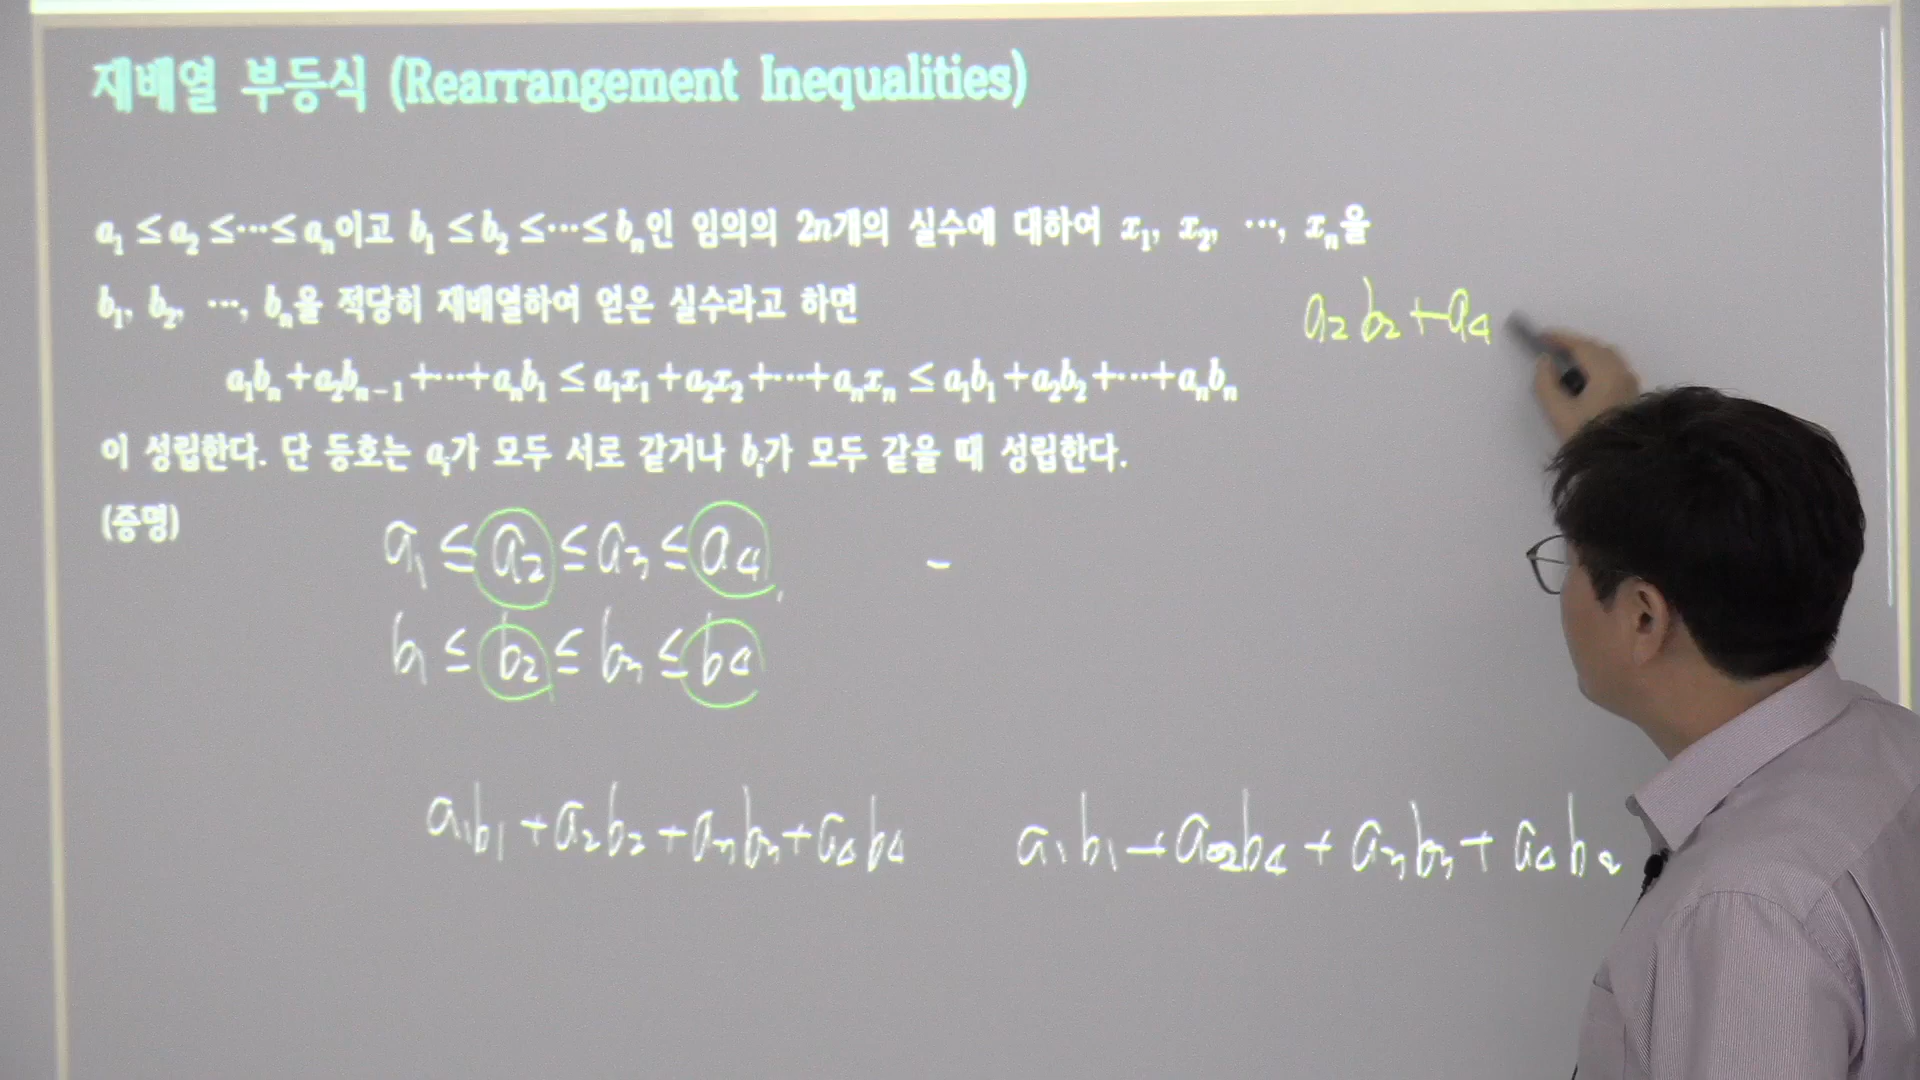 재배열 부등식 (Rearrangement Inequalities)
a₁ ≤ a₂ ≤ ⋯ ≤ aₙ이고 b₁ ≤ b₂ ≤ ⋯ ≤ bₙ인 임의의 2n개의 실수에 대하여 x₁, x₂, ⋯, xₙ을
b₁, b₂, ⋯, bₙ을 적당히 재배열하여 얻은 실수라고 하면
a₂b₂+a₄
a₁bₙ+a₂bₙ₋₁+⋯+aₙb₁ ≤ a₁x₁+a₂x₂+⋯+aₙxₙ ≤ a₁b₁+a₂b₂+⋯+aₙbₙ
이 성립한다. 단 등호는 aᵢ가 모두 서로 같거나 bᵢ가 모두 같을 때 성립한다.
(증명)
a₁ ≤ a₂ ≤ a₃ ≤ a₄
b₁ ≤ b₂ ≤ b₃ ≤ b₄
a₁b₁+a₂b₂+a₃b₃+a₄b₄
a₁b₁+a₂b₄+a₃b₃+a₄b₂